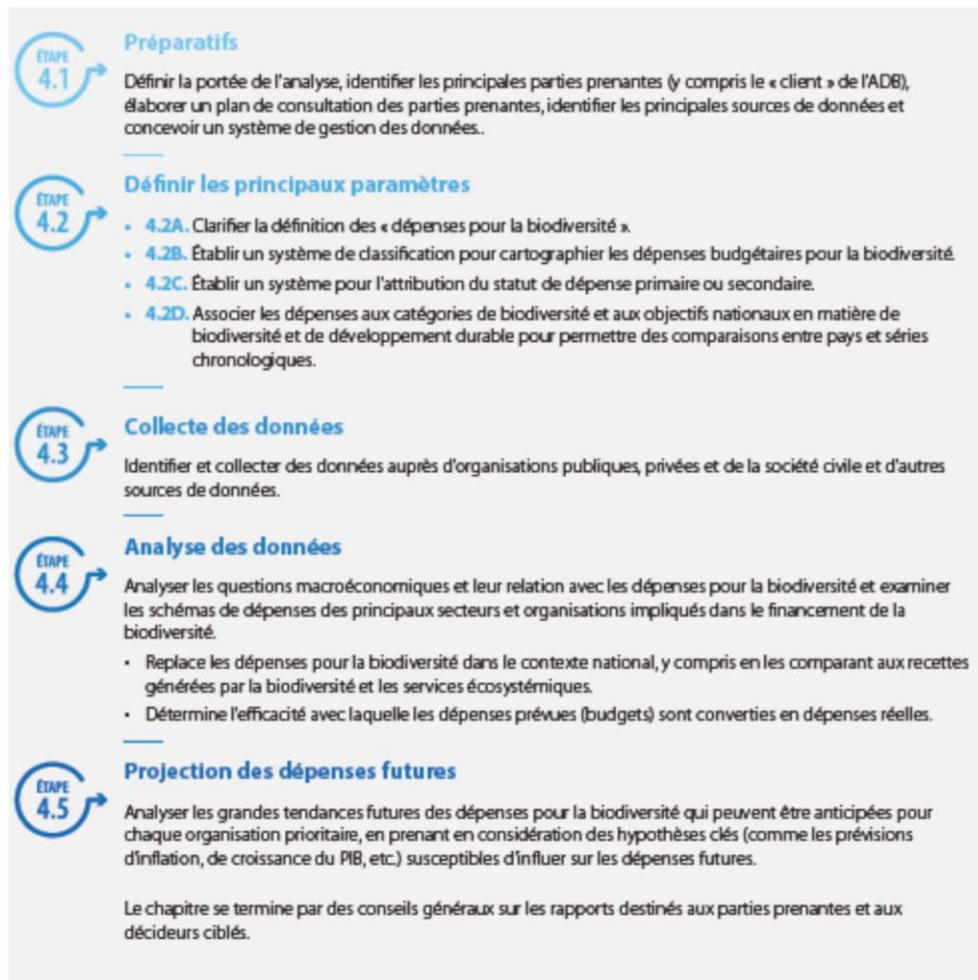 ÉTAPE
4.1
Préparatifs
Définir la portée de l'analyse, identifier les principales parties prenantes (y compris le « client » de l'ADB),
élaborer un plan de consultation des parties prenantes, identifier les principales sources de données et
concevoir un système de gestion des données..
ÉTAPE
4.2
Définir les principaux paramètres
• 4.2A. Clarifier la définition des « dépenses pour la biodiversité ».
• 4.2B. Établir un système de classification pour cartographier les dépenses budgétaires pour la biodiversité.
• 4.2C. Établir un système pour l'attribution du statut de dépense primaire ou secondaire.
• 4.2D. Associer les dépenses aux catégories de biodiversité et aux objectifs nationaux en matière de
biodiversité et de développement durable pour permettre des comparaisons entre pays et séries
chronologiques.
ÉTAPE
4.3
Collecte des données
Identifier et collecter des données auprès d'organisations publiques, privées et de la société civile et d'autres
sources de données.
ÉTAPE
4.4
Analyse des données
Analyser les questions macroéconomiques et leur relation avec les dépenses pour la biodiversité et examiner
les schémas de dépenses des principaux secteurs et organisations impliqués dans le financement de la
biodiversité.
• Replace les dépenses pour la biodiversité dans le contexte national, y compris en les comparant aux recettes
générées par la biodiversité et les services écosystémiques.
• Détermine l'efficacité avec laquelle les dépenses prévues (budgets) sont converties en dépenses réelles.
ÉTAPE
4.5
Projection des dépenses futures
Analyser les grandes tendances futures des dépenses pour la biodiversité qui peuvent être anticipées pour
chaque organisation prioritaire, en prenant en considération des hypothèses clés (comme les prévisions
d'inflation, de croissance du PIB, etc.) susceptibles d'influer sur les dépenses futures.
Le chapitre se termine par des conseils généraux sur les rapports destinés aux parties prenantes et aux
décideurs ciblés.